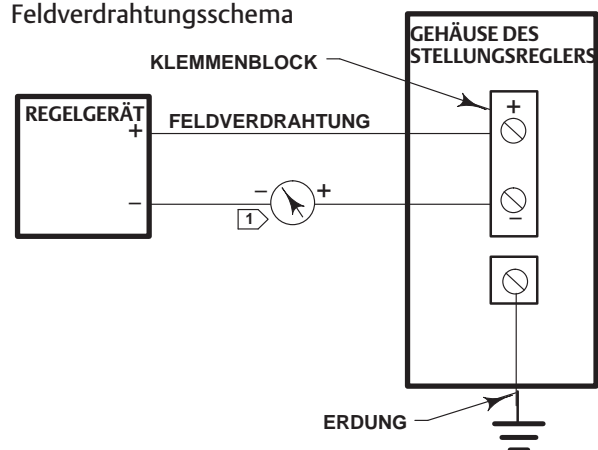 Feldverdrahtungsschema
GEHÄUSE DES
STELLUNGSREGLERS
KLEMMENBLOCK
REGELGERÄT
+
FELDVERDRAHTUNG
+
−
− +
1
−
ERDUNG